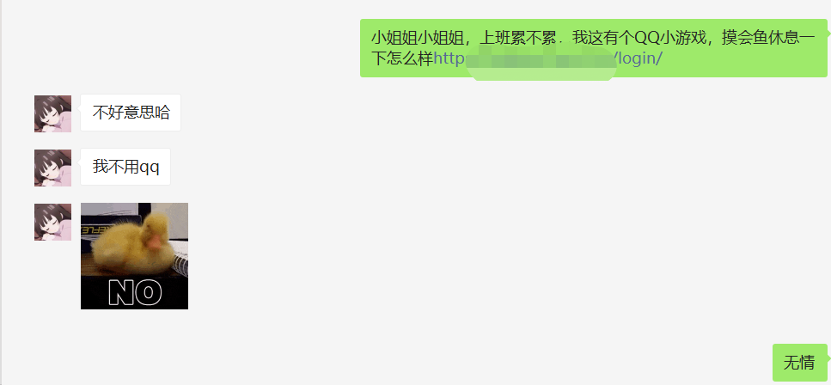 小姐姐小姐姐，上班累不累．我这有个QQ小游戏，摸会鱼休息一
下怎么样http /login/
不好意思哈
我不用qq
NO
无情